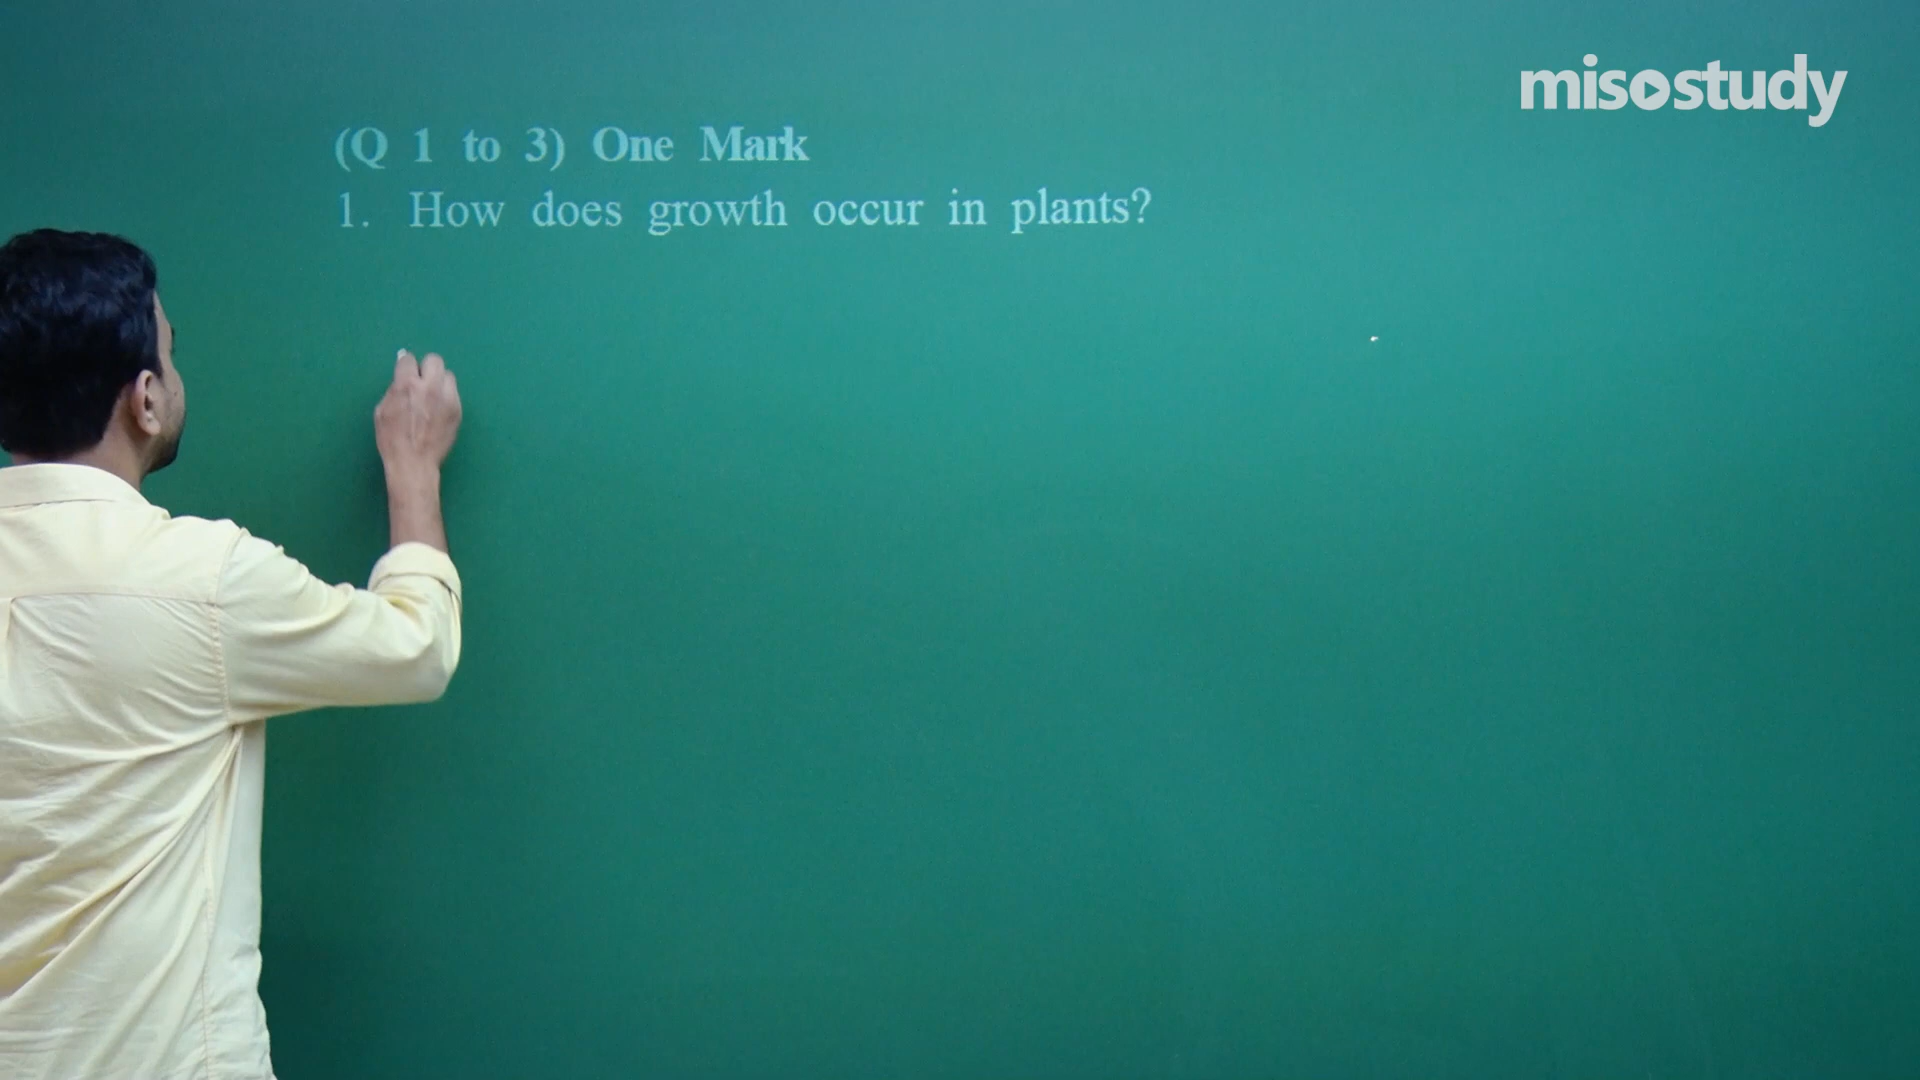 misostudy
(Q 1 to 3) One Mark
1. How does growth occur in plants?